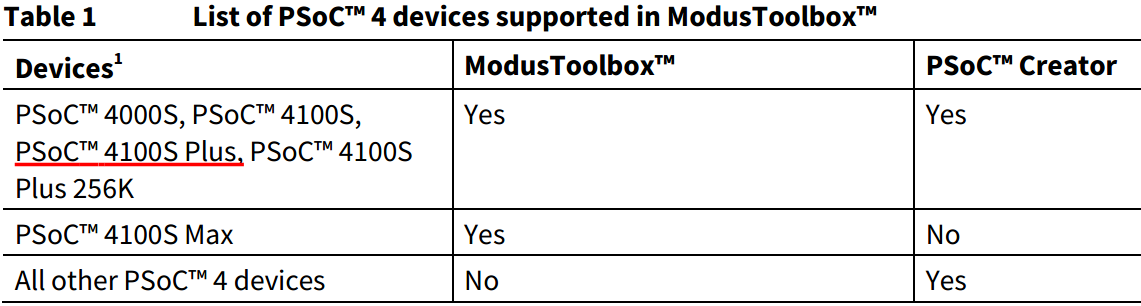 Table 1 List of PSoC™ 4 devices supported in ModusToolbox™
Devices¹ ModusToolbox™ PSoC™ Creator
PSoC™ 4000S, PSoC™ 4100S, Yes Yes
PSoC™ 4100S Plus, PSoC™ 4100S
Plus 256K
PSoC™ 4100S Max Yes No
All other PSoC™ 4 devices No Yes